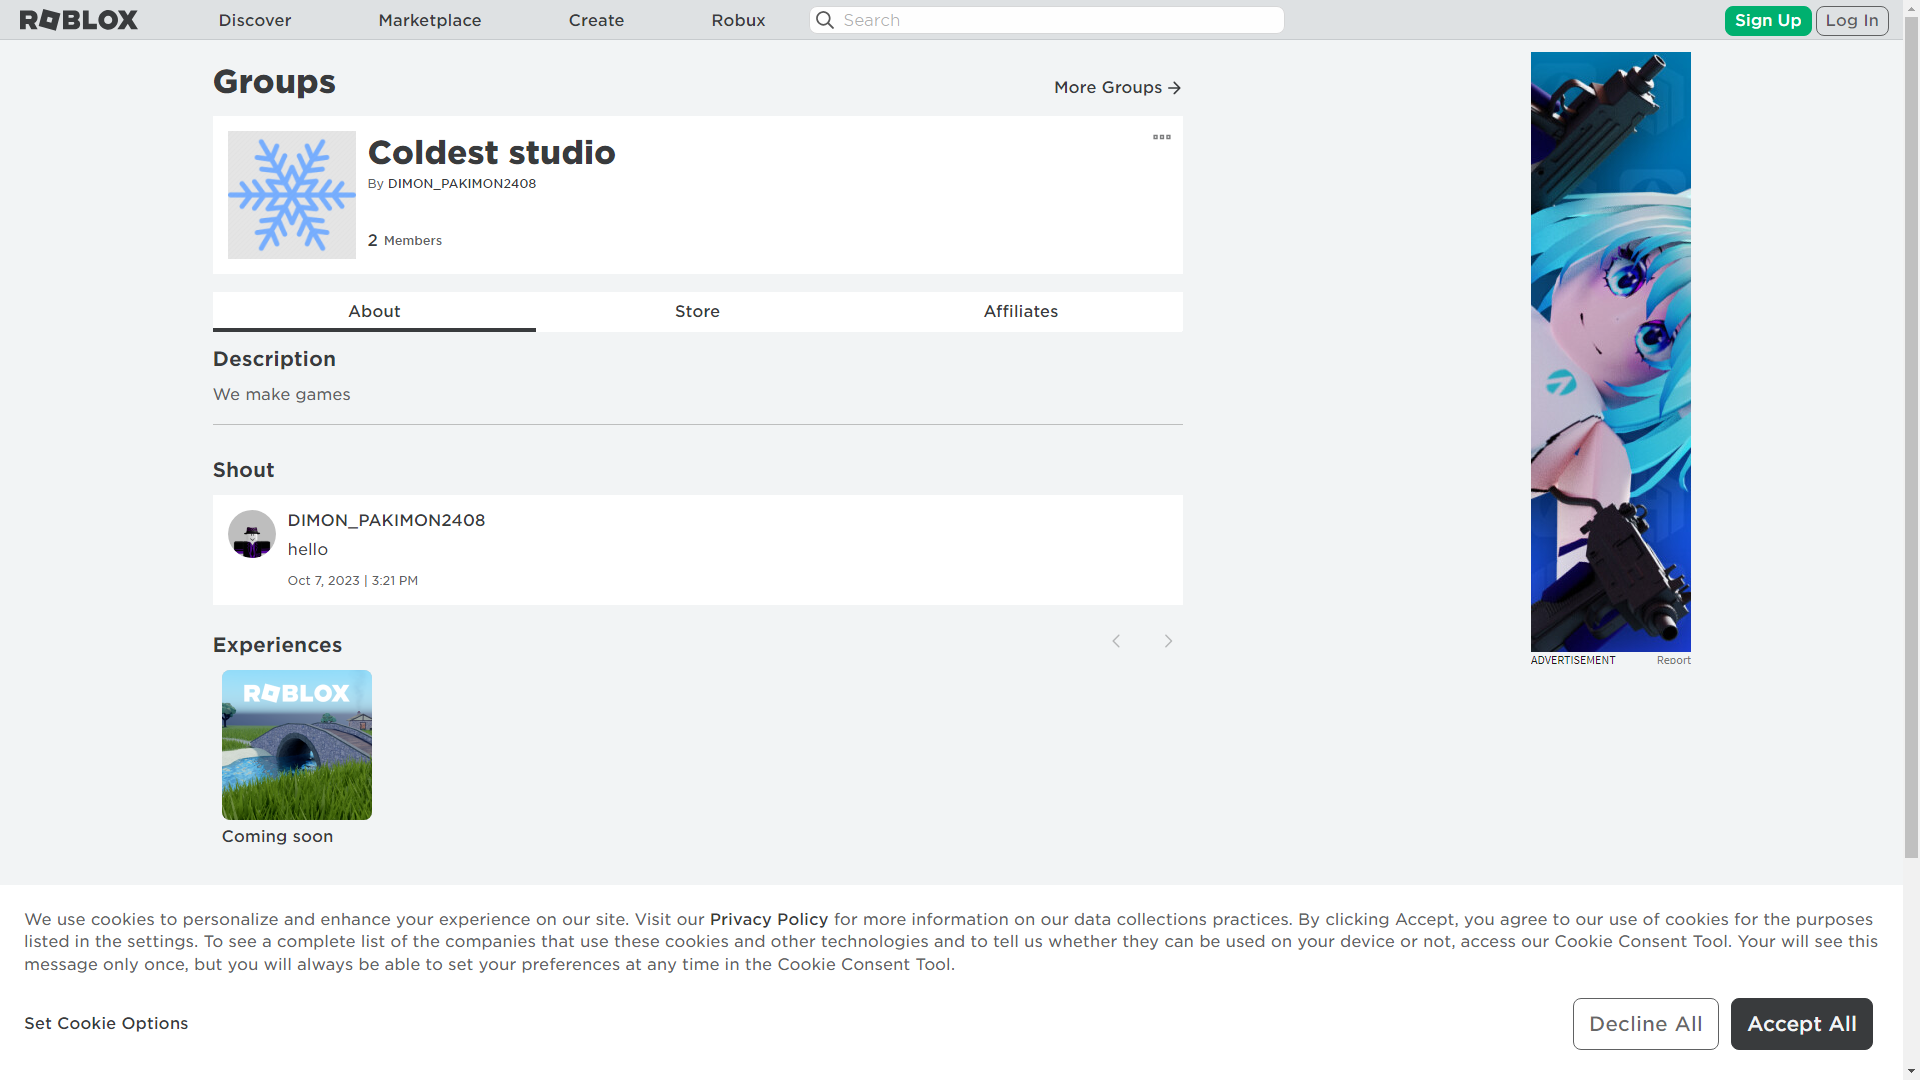 ROBLOX
Discover
Marketplace
Create
Robux
Search
Sign Up
Log In
Groups
More Groups
Coldest studio
By DIMON_PAKIMON2408
2 Members
About
Store
Affiliates
Description
We make games
Shout
DIMON_PAKIMON2408
hello
Oct 7, 2023 | 3:21 PM
ADVERTISEMENT
Report
Experiences
ROBLOX
Coming soon
We use cookies to personalize and enhance your experience on our site. Visit our Privacy Policy for more information on our data collections practices. By clicking Accept, you agree to our use of cookies for the purposes
listed in the settings. To see a complete list of the companies that use these cookies and other technologies and to tell us whether they can be used on your device or not, access our Cookie Consent Tool. Your will see this
message only once, but you will always be able to set your preferences at any time in the Cookie Consent Tool.
Set Cookie Options
Decline All
Accept All